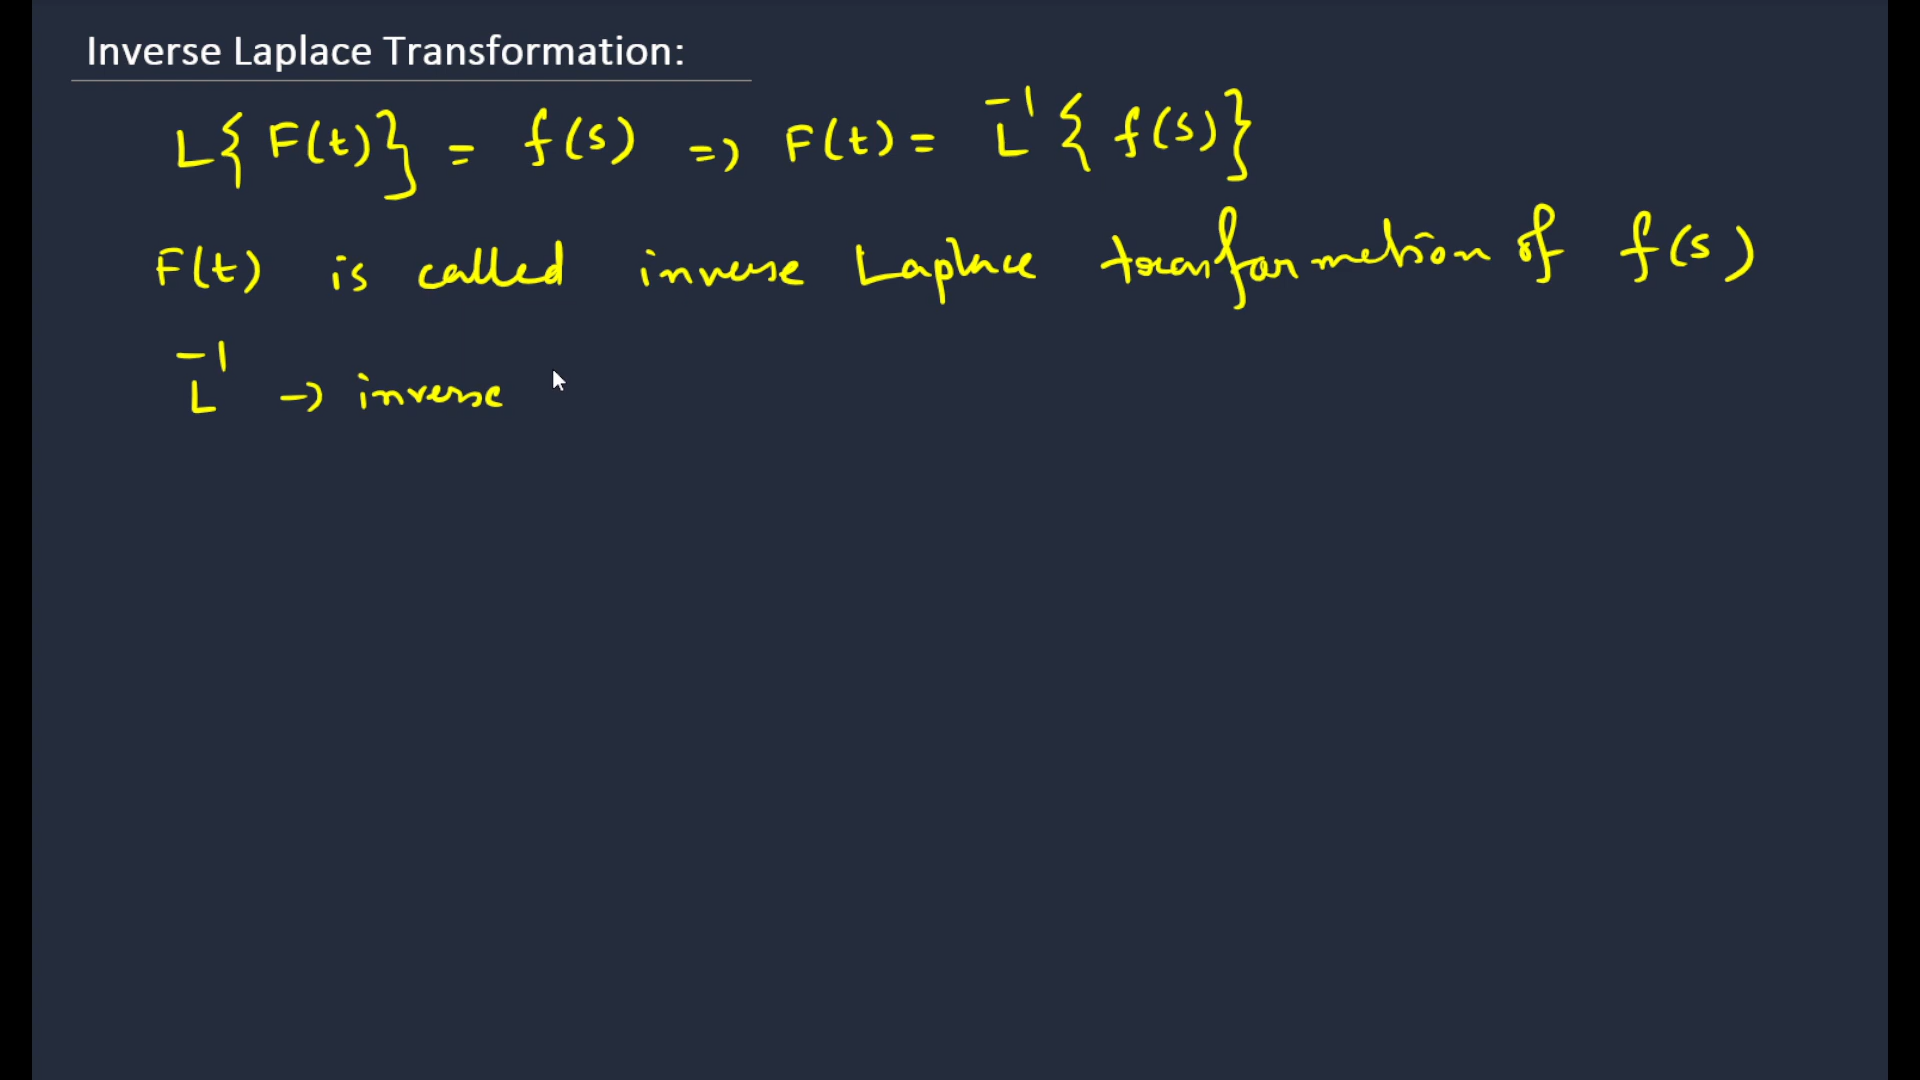 Inverse Laplace Transformation:
L{F(t)} = f(s) => F(t) = L⁻¹{f(s)}
F(t) is called inverse Laplace transformation of f(s)
L⁻¹ -> inverse